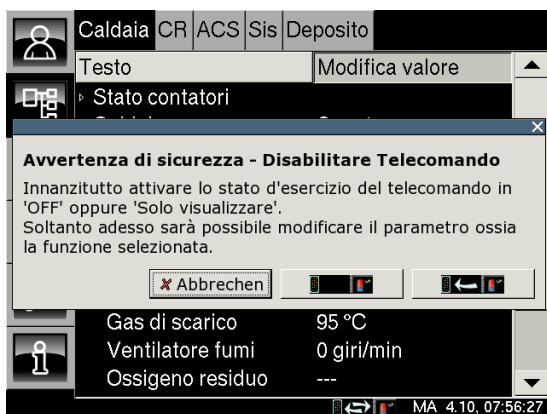 Caldaia CR ACS Sis Deposito
Testo Modifica valore
Stato contatori
Avvertenza di sicurezza - Disabilitare Telecomando
Innanzitutto attivare lo stato d'esercizio del telecomando in
'OFF' oppure 'Solo visualizzare'.
Soltanto adesso sarà possibile modificare il parametro ossia
la funzione selezionata.
Abbrechen
Gas di scarico 95 °C
Ventilatore fumi 0 giri/min
Ossigeno residuo ---
MA 4.10, 07:56:27